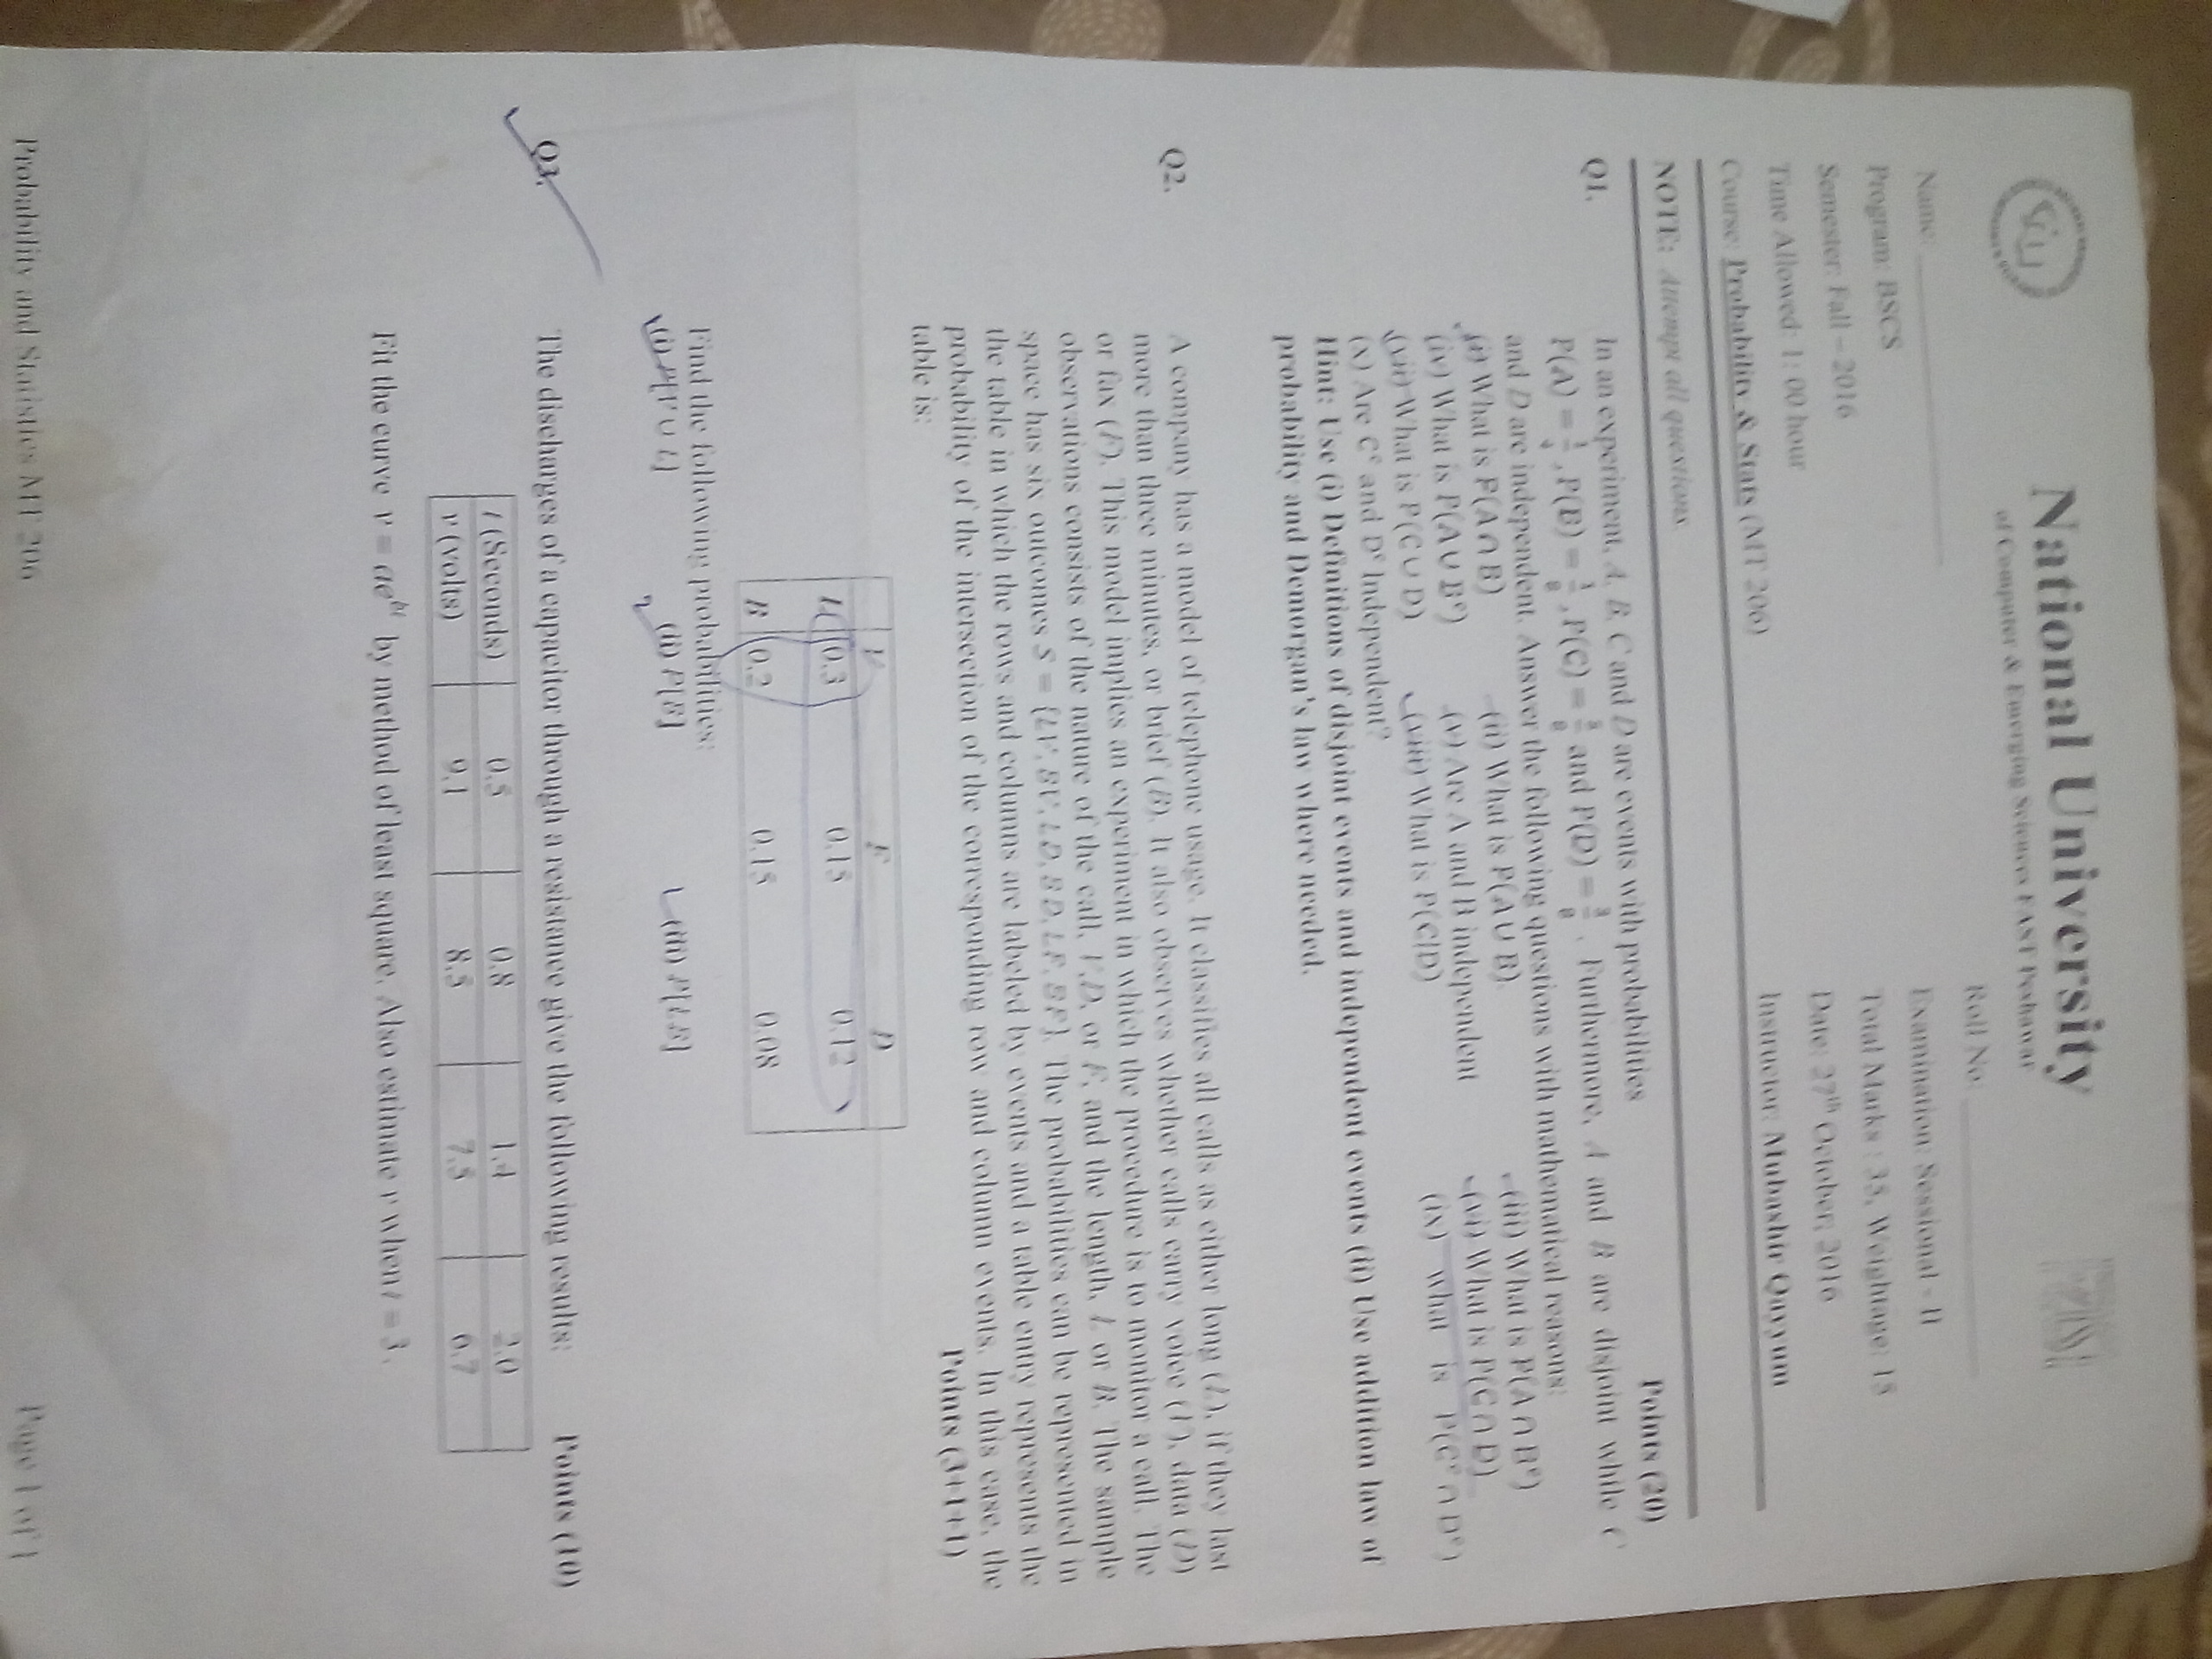 National University
of Computer & Emerging Sciences FAST Peshawar
Roll No:
Name:
Examination: Sessional - II
Program: BSCS
Total Marks : 35, Weightage: 15
Semester: Fall – 2016
Date: 27th October, 2016
Time Allowed: 1: 00 hour
Instructor: Mubashir Qayyum
Course: Probability & Stats (MT 206)
NOTE: Attempt all questions.
Q1. Points (20)
In an experiment, A, B, C and D are events with probabilities
P(A) = 1/4, P(B) = 1/8, P(C) = 5/8 and P(D) = 3/8. Furthermore, A and B are disjoint while C
and D are independent. Answer the following questions with mathematical reasons:
(i) What is P(A ∩ B) (ii) What is P(A ∪ B). (iii) What is P(A ∩ Bᶜ)
(iv) What is P(A ∪ Bᶜ) (v) Are A and B independent (vi) What is P(C ∩ D)
(vii) What is P(C ∪ D) (viii) What is P(C|D) (ix) what is P(Cᶜ ∩ Dᶜ)
(x) Are Cᶜ and Dᶜ Independent?
Hint: Use (i) Definitions of disjoint events and independent events (ii) Use addition law of
probability and Demorgan's law where needed.
Q2. A company has a model of telephone usage. It classifies all calls as either long (L), if they last
more than three minutes, or brief (B). It also observes whether calls carry voice (V), data (D)
or fax (F). This model implies an experiment in which the procedure is to monitor a call. The
observations consists of the nature of the call, V, D, or F, and the length, L or B. The sample
space has six outcomes S = {LV, BV, LD, BD, LF, BF}. The probabilities can be represented in
the table in which the rows and columns are labeled by events and a table entry represents the
probability of the intersection of the corresponding row and column events. In this case, the
table is: Points (3+1+1)
V F D
L 0.3 0.15 0.12
B 0.2 0.15 0.08
Find the following probabilities:
(i) P[V ∪ L] (ii) P[B] (iii) P[LB]
Q3. The discharges of a capacitor through a resistance give the following results: Points (10)
t (Seconds) 0.5 0.8 1.4 2.0
v (volts) 9.1 8.5 7.5 6.7
Fit the curve v = ae^bt by method of least square. Also estimate v when t = 3.
Probability and Statistics MT 206 Page 1 of 1